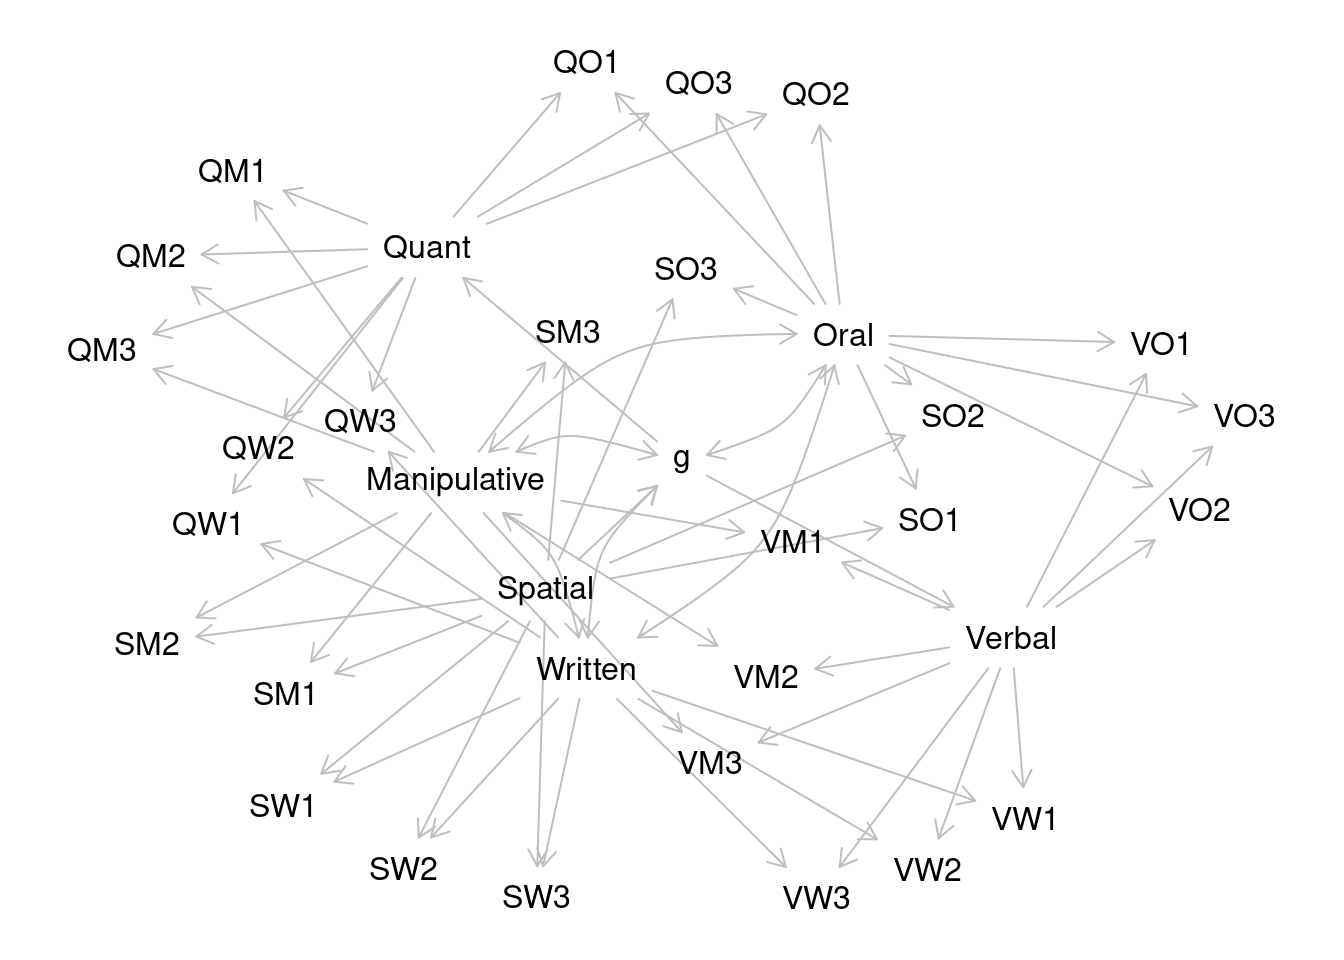 QO1
QO3
QO2
QM1
Quant
QM2
SO3
SM3
Oral
VO1
QM3
QW3
SO2
VO3
QW2
g
Manipulative
VO2
QW1
SO1
VM1
Spatial
SM2
Verbal
Written
VM2
SM1
VM3
SW1
VW1
SW2
VW2
SW3
VW3